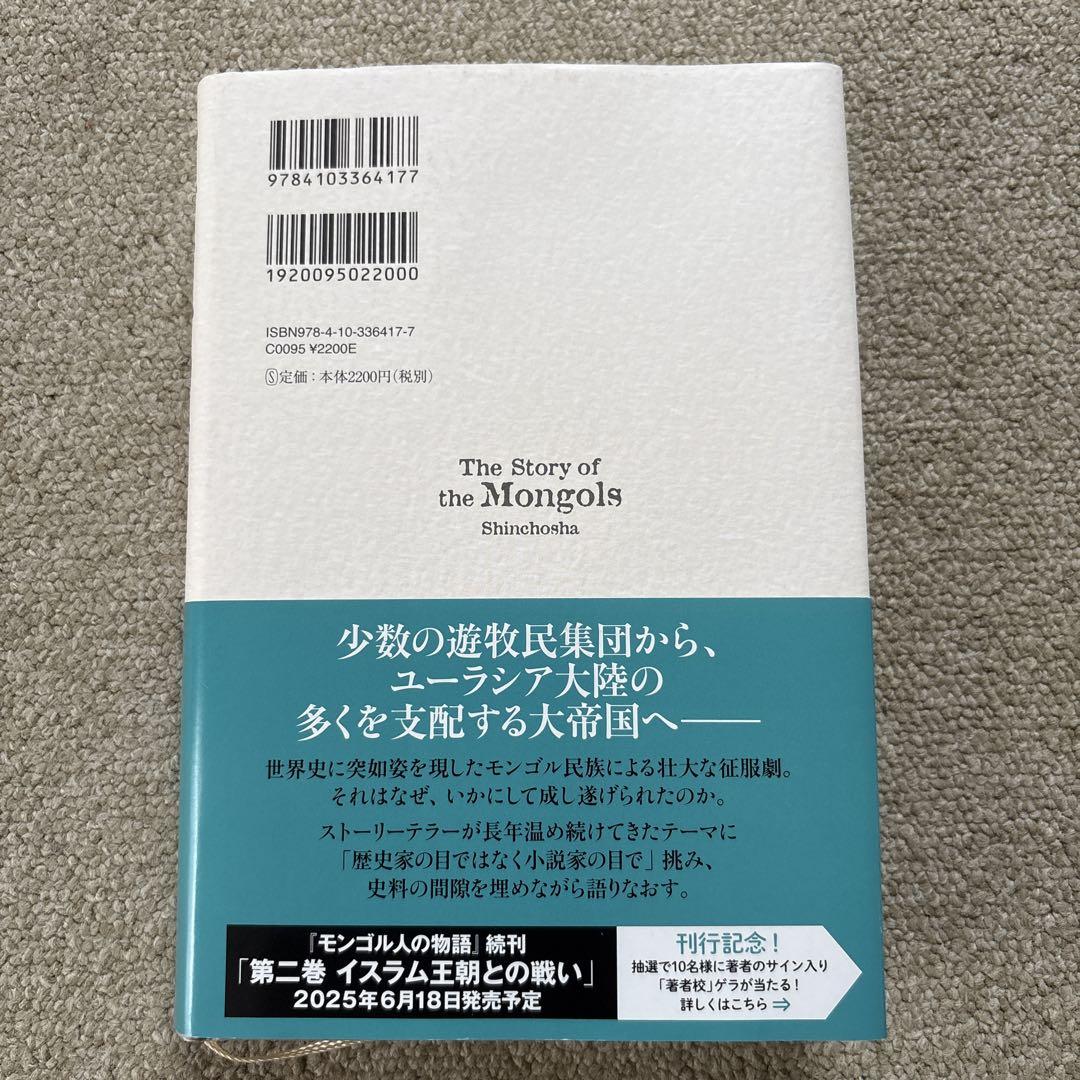 9784103364177
1920095022000
ISBN978-4-10-336417-7
C0095 ¥2200E
Ⓢ定価：本体2200円（税別）
The Story of
the Mongols
Shinchosha
少数の遊牧民集団から、
ユーラシア大陸の
多くを支配する大帝国へ――
世界史に突如姿を現したモンゴル民族による壮大な征服劇。
それはなぜ、いかにして成し遂げられたのか。
ストーリーテラーが長年温め続けてきたテーマに
「歴史家の目ではなく小説家の目で」挑み、
史料の間隙を埋めながら語りなおす。
『モンゴル人の物語』続刊
「第二巻 イスラム王朝との戦い」
2025年6月18日発売予定
刊行記念！
抽選で10名様に著者のサイン入り
「著者校」ゲラが当たる！
詳しくはこちら⇒